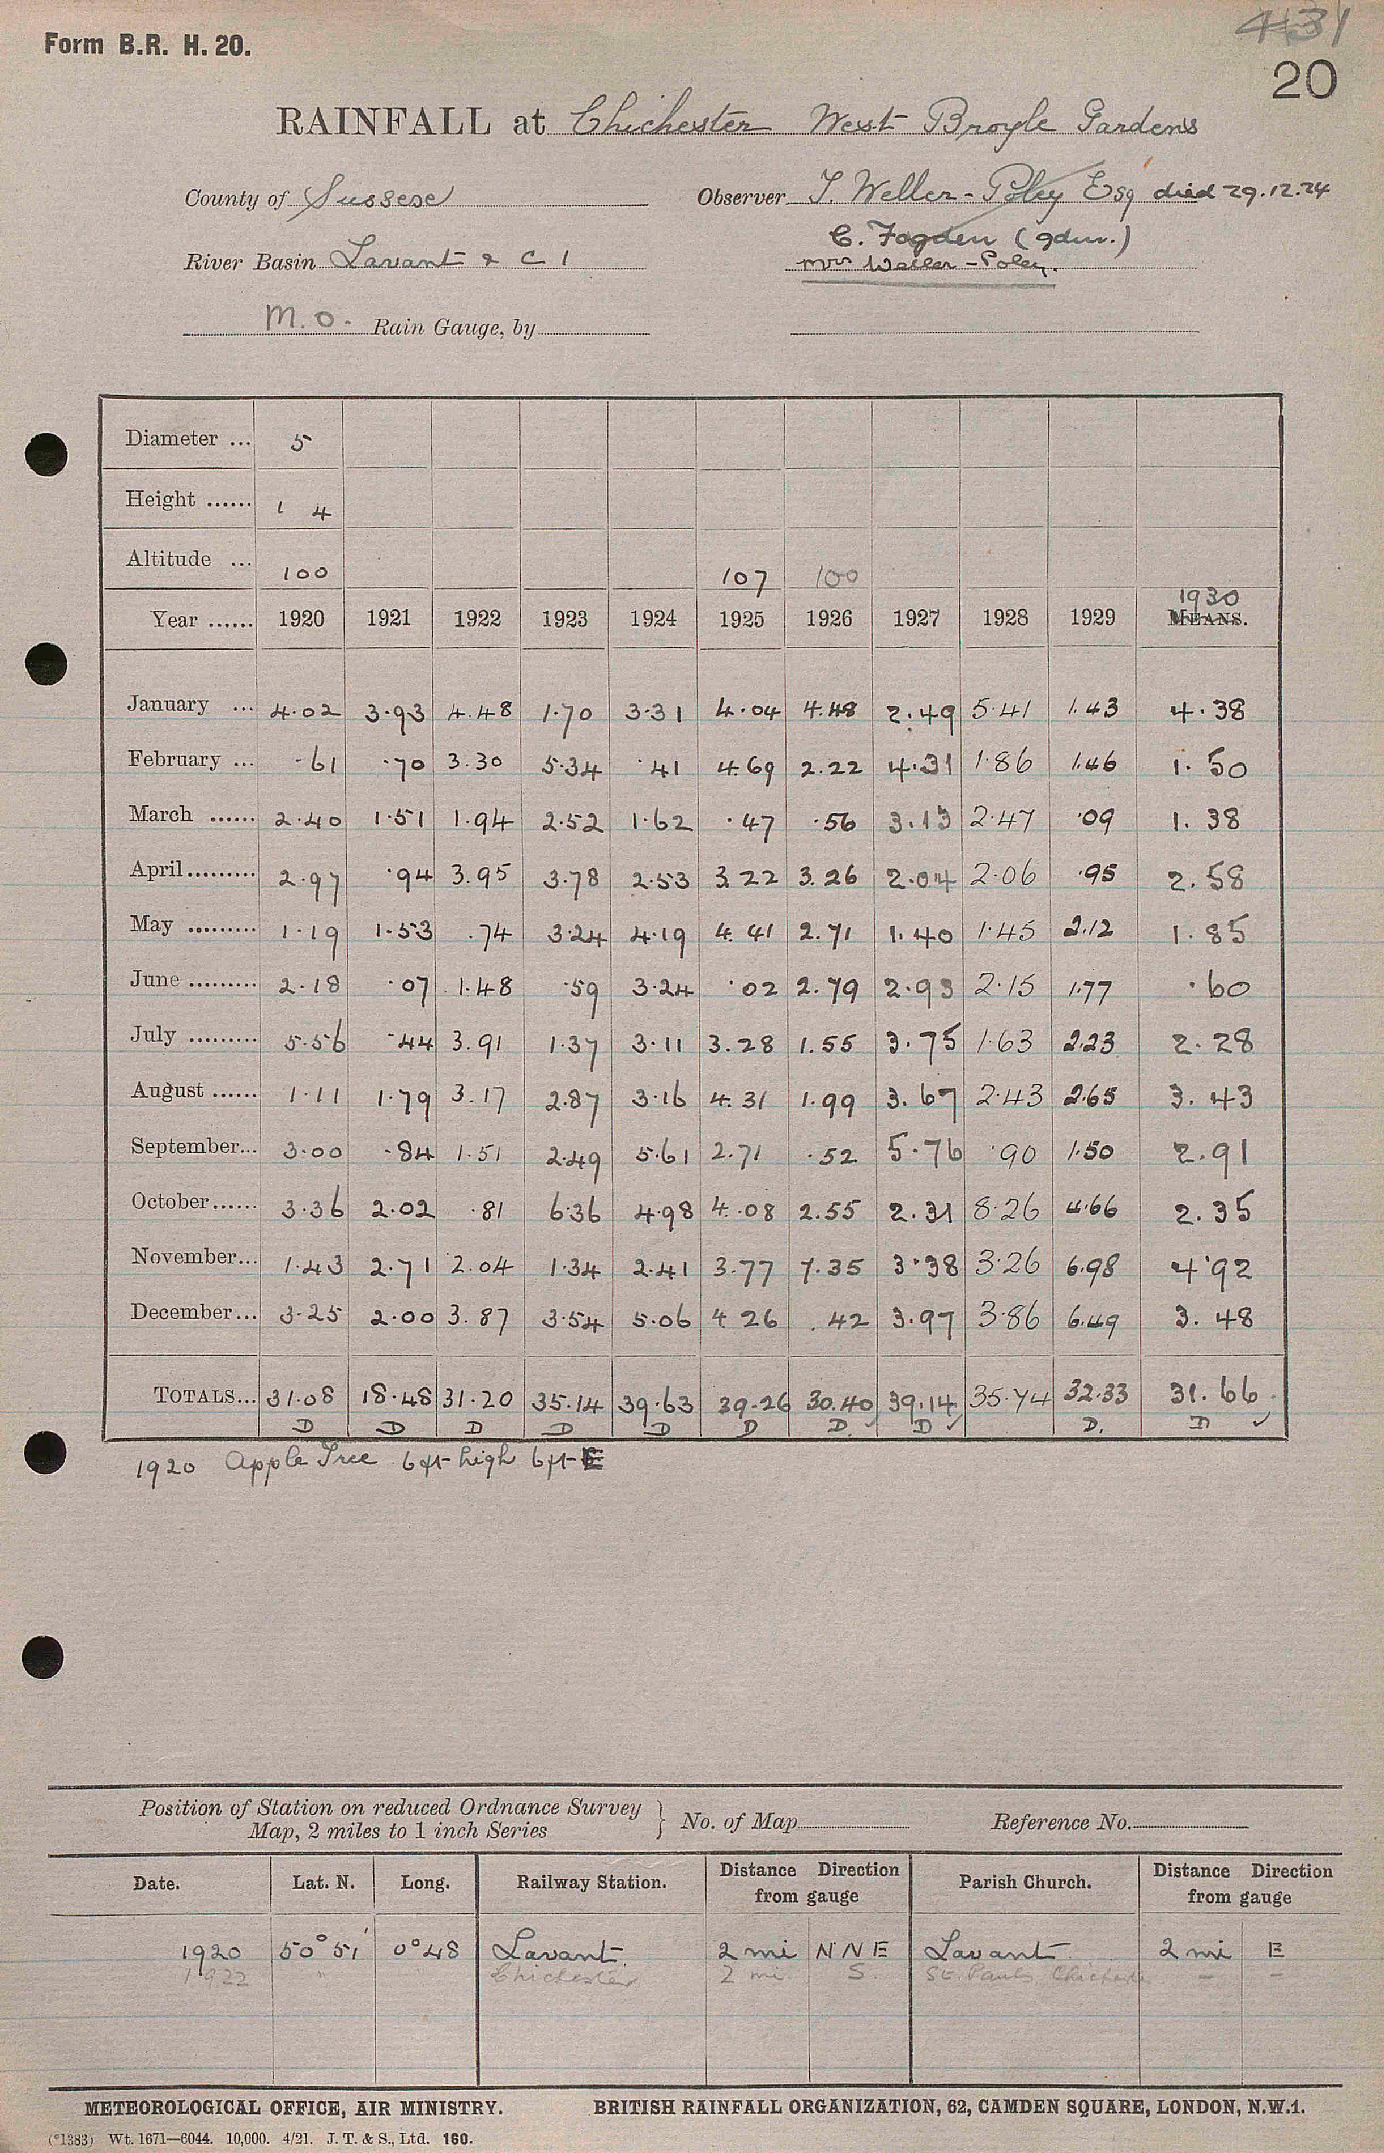 431
Form B.R. H. 20.
20
RAINFALL at Chichester West Broyle Gardens
County of Sussex Observer J. Weller-Poley Esq died 29.12.24
C. Fogden (gdnr.)
River Basin Lavant & C 1 Mrs Weller-Poley.
M.O. Rain Gauge, by
Diameter ... 5
Height ...... 1 4
Altitude ... 100 107 100
1930
Year ...... 1920 1921 1922 1923 1924 1925 1926 1927 1928 1929 MEANS.
January ... 4.02 3.93 4.48 1.70 3.31 4.04 4.48 2.49 5.41 1.43 4.38
February ... .61 .70 3.30 5.34 .41 4.69 2.22 4.31 1.86 1.46 1.50
March ...... 2.40 1.51 1.94 2.52 1.62 .47 .56 3.13 2.47 .09 1.38
April ......... 2.97 .94 3.95 3.78 2.53 3.22 3.26 2.04 2.06 .95 2.58
May ......... 1.19 1.53 .74 3.24 4.19 4.41 2.71 1.40 1.45 2.12 1.85
June ......... 2.18 .07 1.48 .59 3.24 .02 2.79 2.93 2.15 1.77 .60
July ......... 5.56 .44 3.91 1.37 3.11 3.28 1.55 3.75 1.63 2.23 2.28
August ...... 1.11 1.79 3.17 2.87 3.16 4.31 1.99 3.67 2.43 2.65 3.43
September... 3.00 .84 1.51 2.49 5.61 2.71 .52 5.76 .90 1.50 2.91
October...... 3.36 2.02 .81 6.36 4.98 4.08 2.55 2.31 8.26 4.66 2.35
November... 1.43 2.71 2.04 1.34 2.41 3.77 7.35 3.38 3.26 6.98 4.92
December... 3.25 2.00 3.87 3.54 5.06 4.26 .42 3.97 3.86 6.49 3.48
TOTALS... 31.08 18.48 31.20 35.14 39.63 39.26 30.40 39.14 35.74 32.33 31.66
D D D D D D D. D D. D
1920 Apple Tree 6ft high 6ft E
Position of Station on reduced Ordnance Survey
Map, 2 miles to 1 inch Series } No. of Map Reference No.
Date. Lat. N. Long. Railway Station. Distance Direction from gauge Parish Church. Distance Direction from gauge
1920 50°51' 0°48 Lavant. 2 mi NNE Lavant. 2 mi E
1922 " " Chichester 2 mi. S. St. Pauls, Chichester – –
METEOROLOGICAL OFFICE, AIR MINISTRY. BRITISH RAINFALL ORGANIZATION, 62, CAMDEN SQUARE, LONDON, N.W.1.
(*1383) Wt. 1671—6044. 10,000. 4/21. J. T. & S., Ltd. 160.